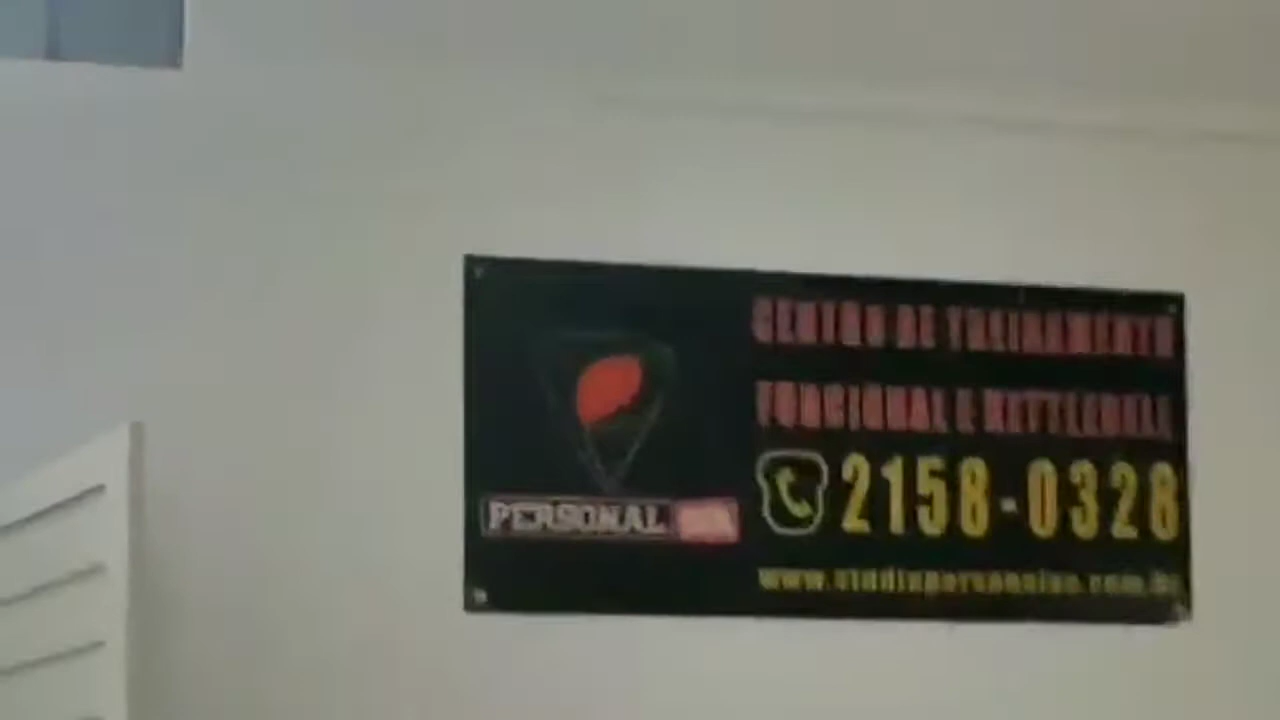 PERSONAL
CENTRO DE TREINAMENTO
FUNCIONAL E KETTLEBELL
2158-0328